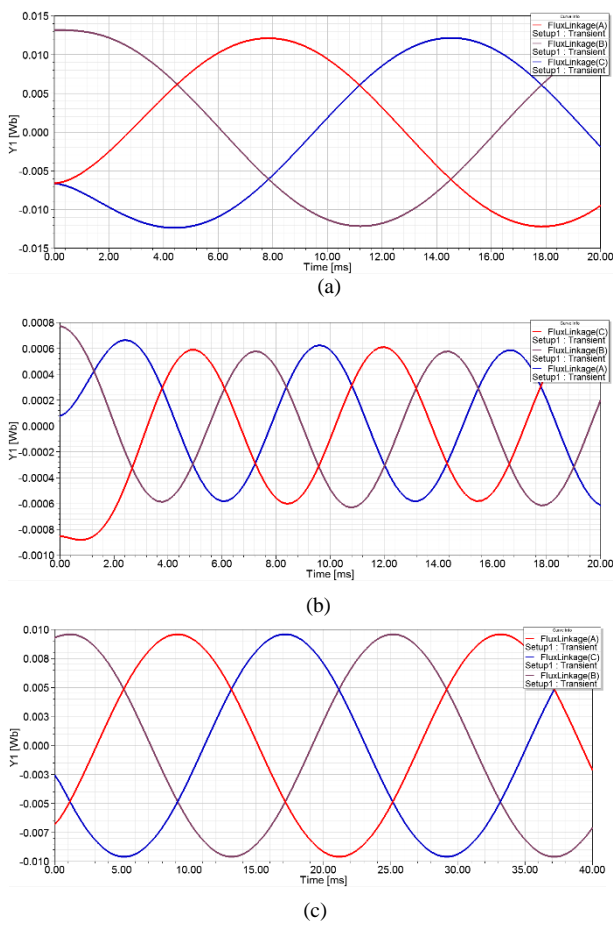 0.015
0.010
0.005
0.000
-0.005
-0.010
-0.015
Y1 [Wb]
Curve Info
FluxLinkage(A)
Setup1 : Transient
FluxLinkage(B)
Setup1 : Transient
FluxLinkage(C)
Setup1 : Transient
0.00 2.00 4.00 6.00 8.00 10.00 12.00 14.00 16.00 18.00 20.00
Time [ms]
(a)
0.0008
0.0006
0.0004
0.0002
0.0000
-0.0002
-0.0004
-0.0006
-0.0008
-0.0010
Y1 [Wb]
Curve Info
FluxLinkage(C)
Setup1 : Transient
FluxLinkage(B)
Setup1 : Transient
FluxLinkage(A)
Setup1 : Transient
0.00 2.00 4.00 6.00 8.00 10.00 12.00 14.00 16.00 18.00 20.00
Time [ms]
(b)
0.010
0.009
0.005
0.003
0.000
-0.003
-0.005
-0.007
-0.010
Y1 [Wb]
Curve Info
FluxLinkage(A)
Setup1 : Transient
FluxLinkage(C)
Setup1 : Transient
FluxLinkage(B)
Setup1 : Transient
0.00 5.00 10.00 15.00 20.00 25.00 30.00 35.00 40.00
Time [ms]
(c)